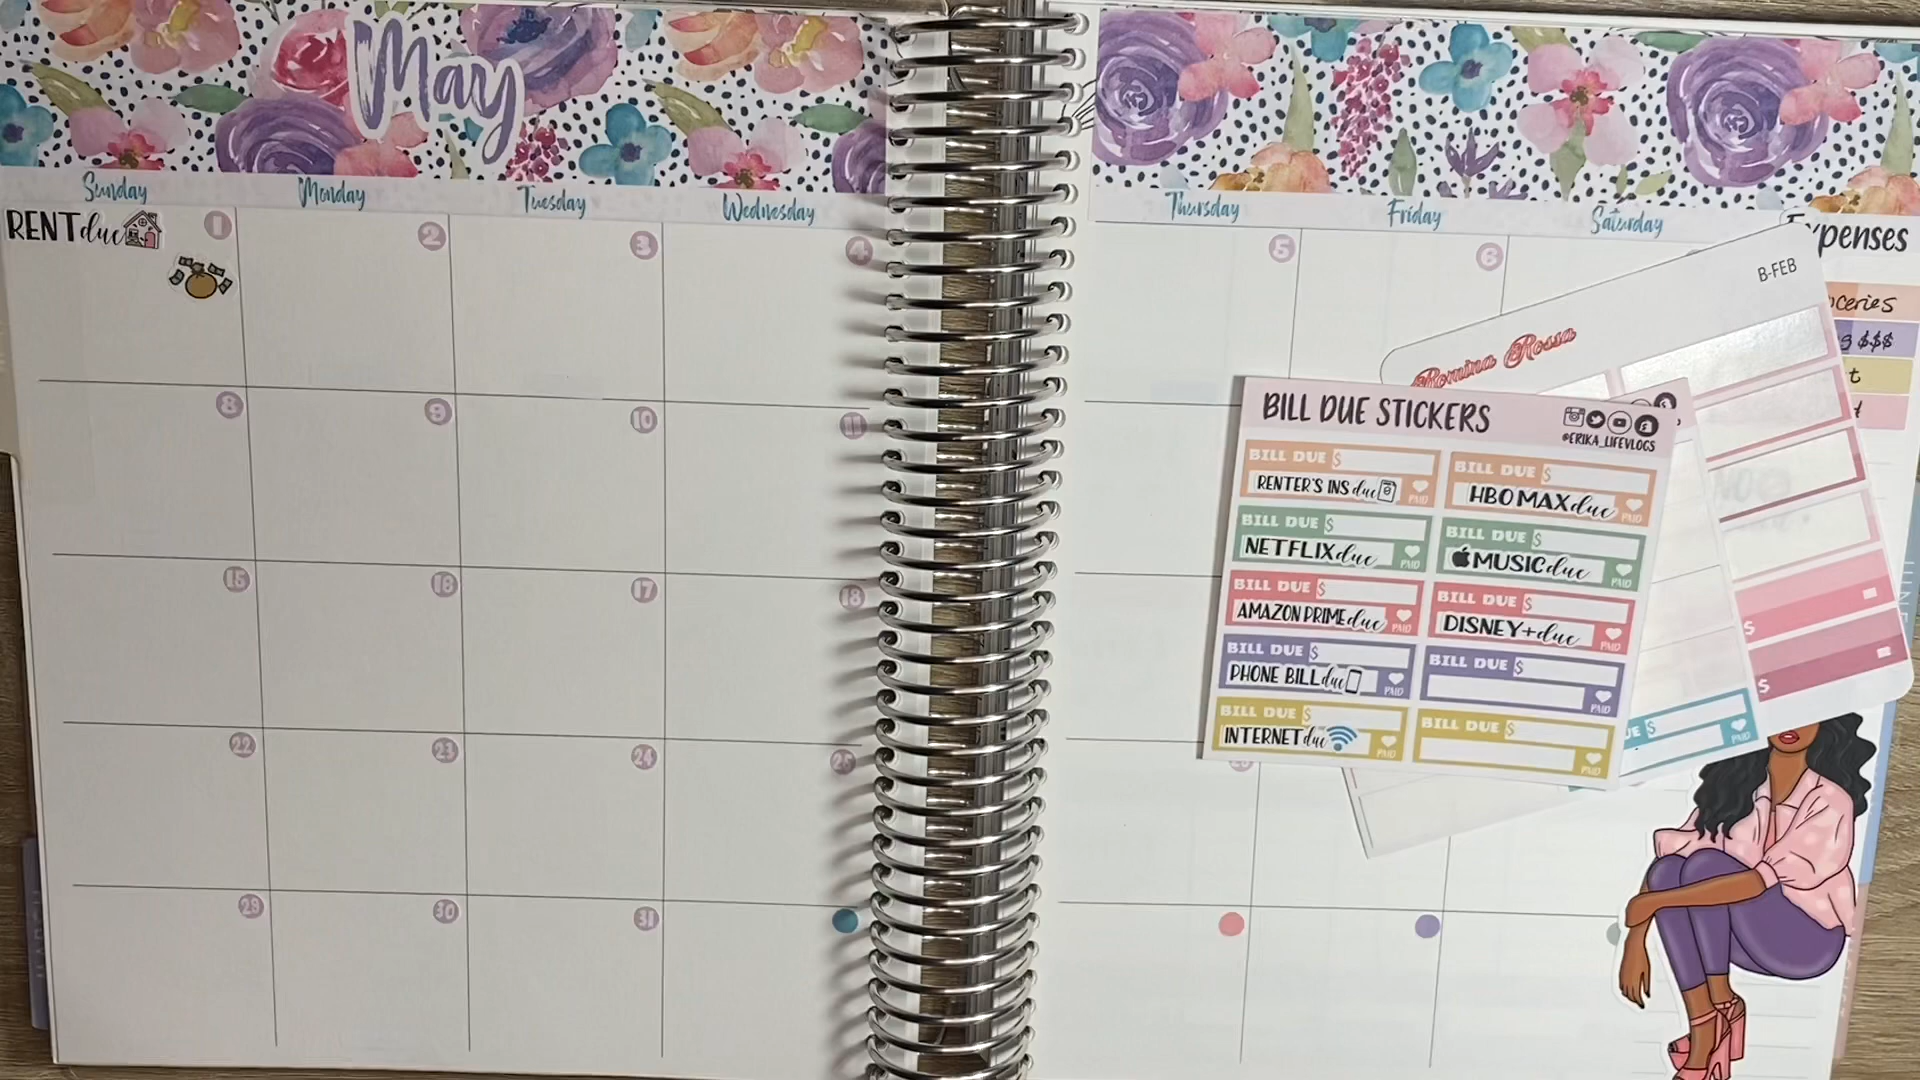 May
Sunday Monday Tuesday Wednesday Thursday Friday Saturday
Expenses
RENT due 1 2 3 4 5 6
B-FEB
Romina Rossa
$$$
8 9 10 11
BILL DUE STICKERS
@ERIKA_LIFEVLOGS
BILL DUE $ BILL DUE $
RENTER'S INS due PAID HBO MAX due PAID
BILL DUE $ BILL DUE $
NETFLIX due PAID MUSIC due PAID
BILL DUE $ BILL DUE $
AMAZON PRIME due PAID DISNEY+ due PAID
BILL DUE $ BILL DUE $
PHONE BILL due PAID PAID
BILL DUE $ BILL DUE $
INTERNET due PAID PAID
$
$
$
PAID
15 16 17 18
22 23 24 25
29 30 31